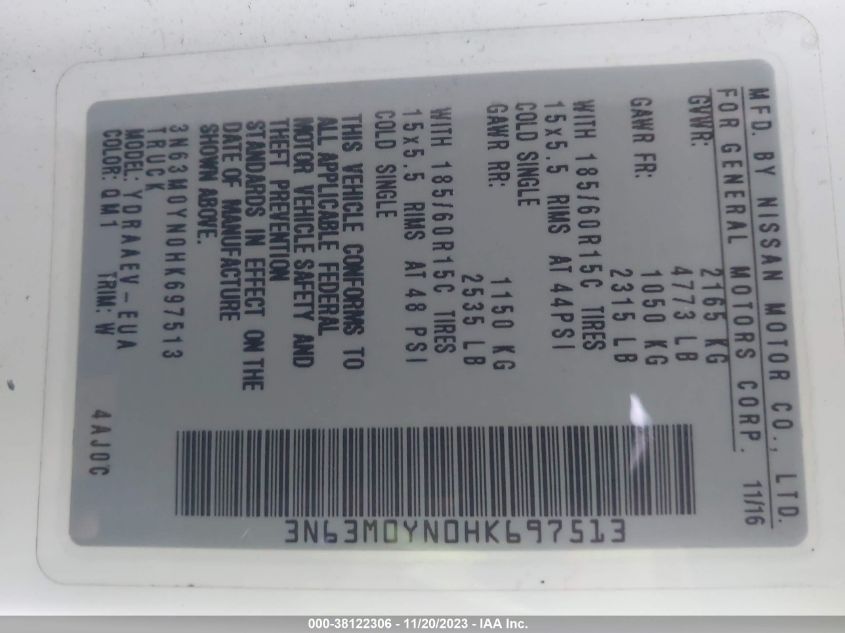 MFD. BY NISSAN MOTOR CO., LTD.
FOR GENERAL MOTORS CORP. 11/16
GVWR: 2165 KG
4773 LB
GAWR FR: 1050 KG
2315 LB
WITH 185/60R15C TIRES
15x5.5 RIMS AT 44PSI
COLD SINGLE
GAWR RR: 1150 KG
2535 LB
WITH 185/60R15C TIRES
15x5.5 RIMS AT 48 PSI
COLD SINGLE
THIS VEHICLE CONFORMS TO
ALL APPLICABLE FEDERAL
MOTOR VEHICLE SAFETY AND
THEFT PREVENTION
STANDARDS IN EFFECT ON THE
DATE OF MANUFACTURE
SHOWN ABOVE.
3N63M0YN0HK697513
TRUCK
MODEL: YDRAAEV-EUA
COLOR: QM1 TRIM: W
4AJ0C
3N63M0YN0HK697513
000-38122306 - 11/20/2023 - IAA Inc.